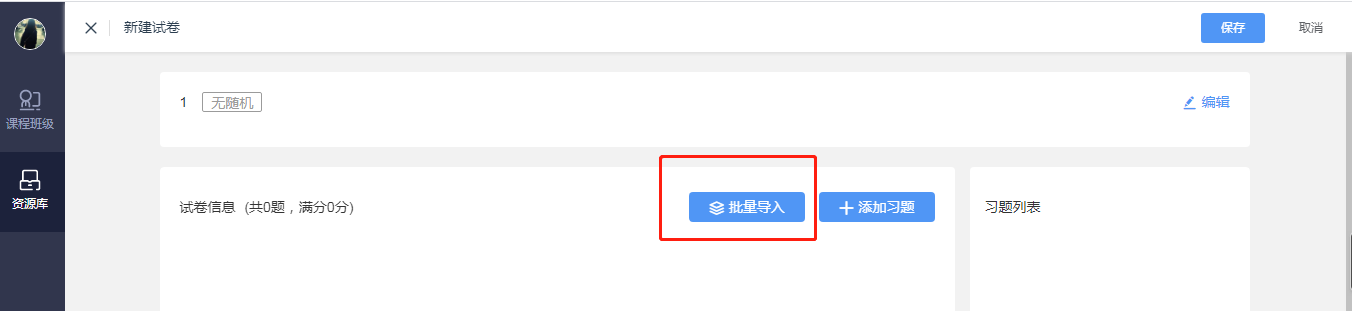 新建试卷
保存
取消
课程班级
资源库
1 无随机
编辑
试卷信息 (共0题，满分0分)
批量导入
添加习题
习题列表